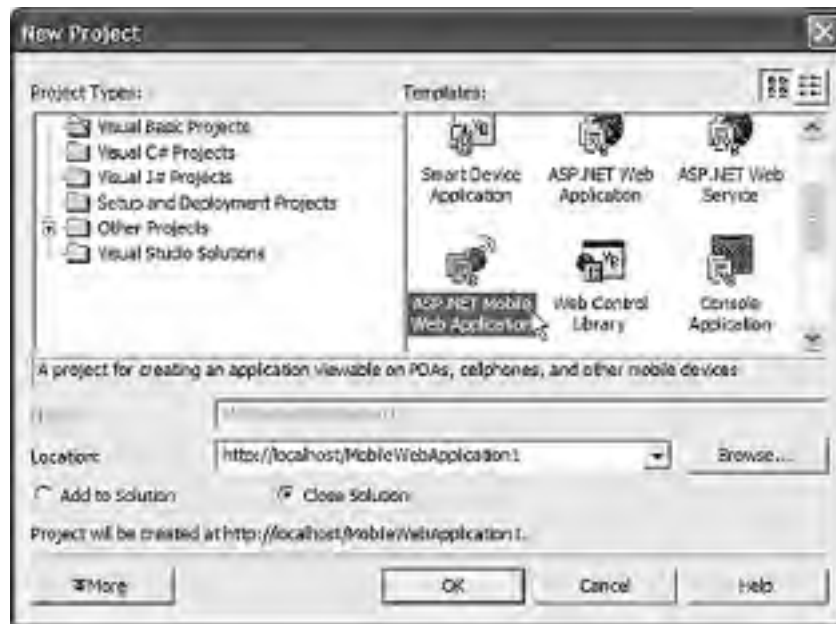 New Project
Project Types:
Templates:
Visual Basic Projects
Visual C# Projects
Visual J# Projects
Setup and Deployment Projects
Other Projects
Visual Studio Solutions
Smart Device Application
ASP.NET Web Application
ASP.NET Web Service
ASP.NET Mobile Web Application
Web Control Library
Console Application
A project for creating an application viewable on PDAs, cellphones, and other mobile devices
Location:
http://localhost/MobileWebApplication1
Browse...
Add to Solution
Close Solution
Project will be created at http://localhost/MobileWebApplication1.
More
OK
Cancel
Help